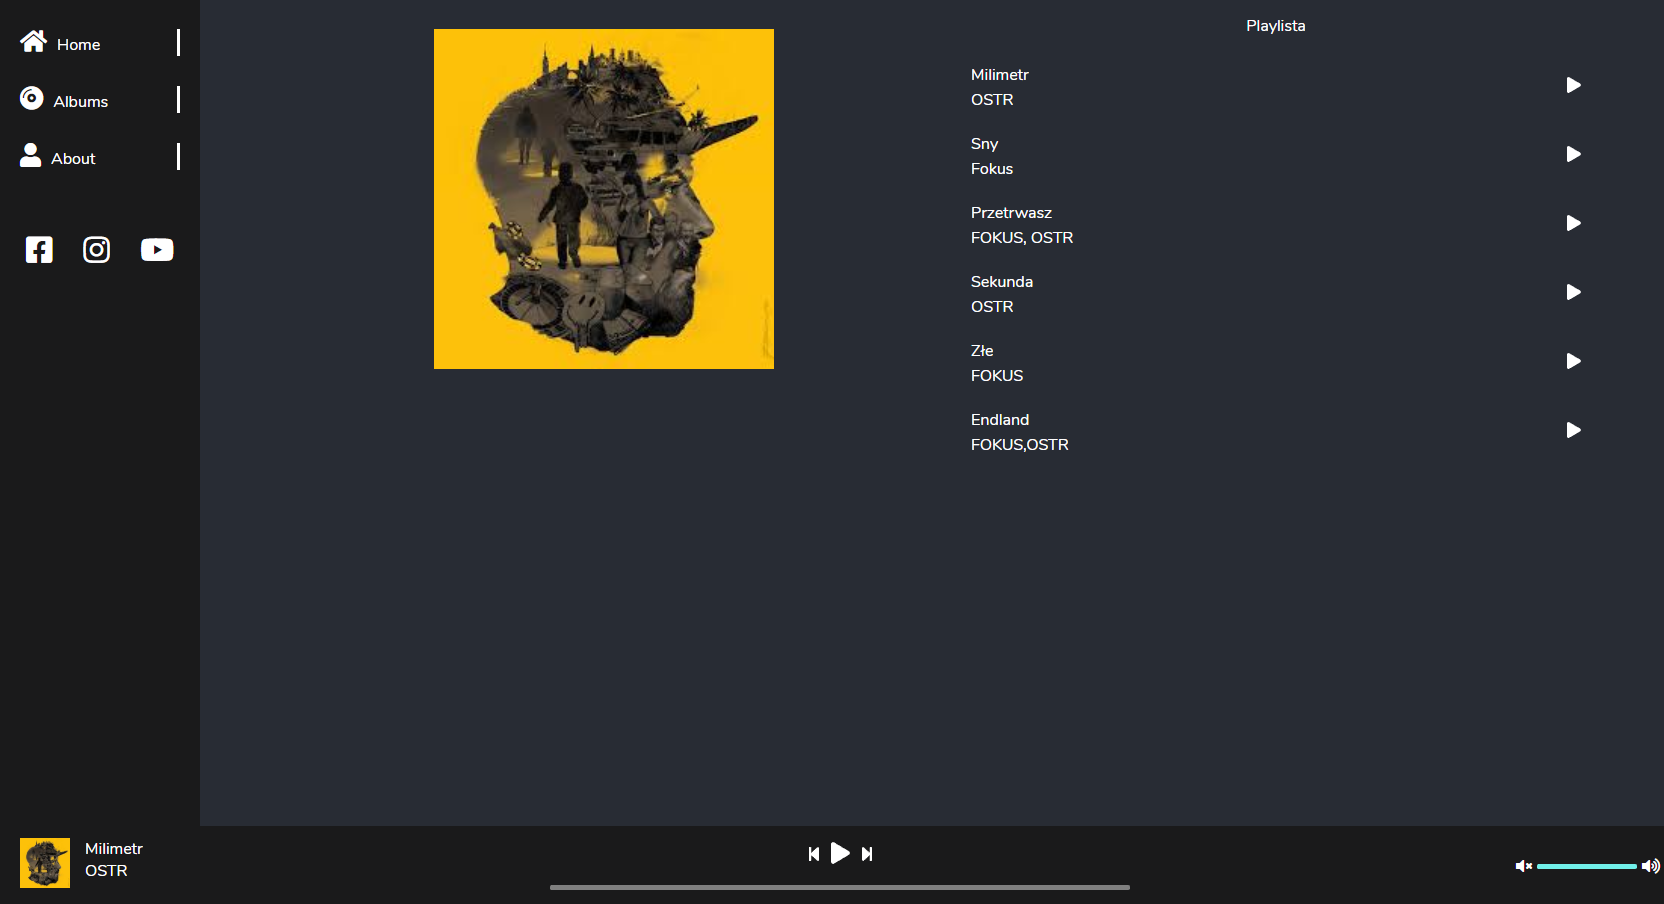 Home
Albums
About
Playlista
Milimetr
OSTR
Sny
Fokus
Przetrwasz
FOKUS, OSTR
Sekunda
OSTR
Złe
FOKUS
Endland
FOKUS,OSTR
Milimetr
OSTR